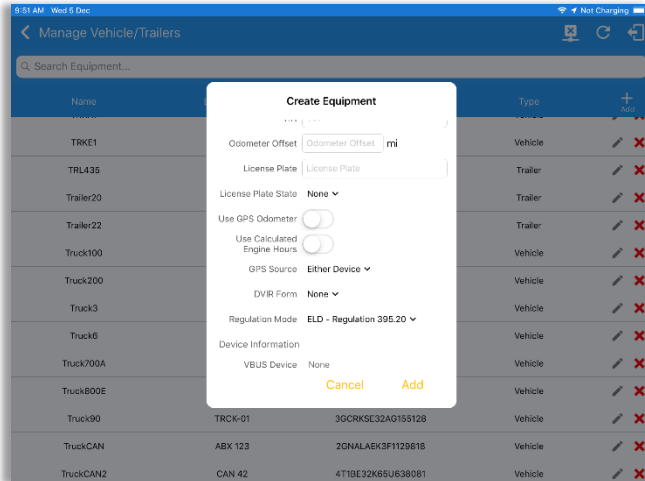 9:51 AM Wed 5 Dec Not Charging
Manage Vehicle/Trailers
Search Equipment...
Name Type Add
Create Equipment
Odometer Offset Odometer Offset mi
License Plate License Plate
License Plate State None
Use GPS Odometer
Use Calculated
Engine Hours
GPS Source Either Device
DVIR Form None
Regulation Mode ELD - Regulation 395.20
Device Information
VBUS Device None
Cancel Add
TRKE1 Vehicle
TRL435 Trailer
Trailer20 Trailer
Trailer22 Trailer
Truck100 Vehicle
Truck200 Vehicle
Truck3 Vehicle
Truck6 Vehicle
Truck700A Vehicle
Truck800E Vehicle
Truck90 TRCK-01 3GCRKSE32AG155128 Vehicle
TruckCAN ABX 123 2GNALAEK3F1129818 Vehicle
TruckCAN2 CAN 42 4T1BE32K65U638081 Vehicle